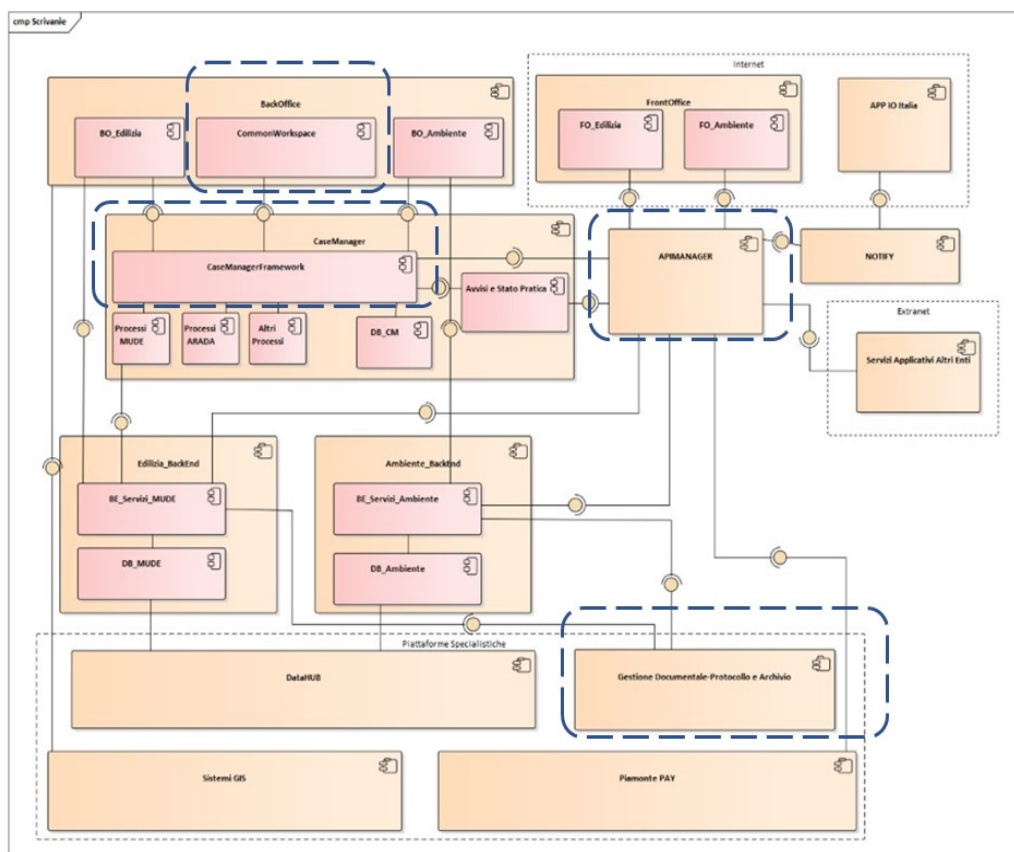 cmp Scrivanie
Internet
BackOffice
BO_Edilizia
CommonWorkspace
BO_Ambiente
FrontOffice
FO_Edilizia
FO_Ambiente
APP IO Italia
CaseManager
CaseManagerFramework
APIMANAGER
NOTIFY
Avvisi e Stato Pratica
Processi
MUDE
Processi
ARADA
Altri
Processi
DB_CM
Extranet
Servizi Applicativi Altri Enti
Edilizia_BackEnd
Ambiente_BackEnd
BE_Servizi_MUDE
BE_Servizi_Ambiente
DB_MUDE
DB_Ambiente
Piattaforme Specialistiche
DataHUB
Gestione Documentale-Protocollo e Archivio
Sistemi GIS
Piamonte PAY